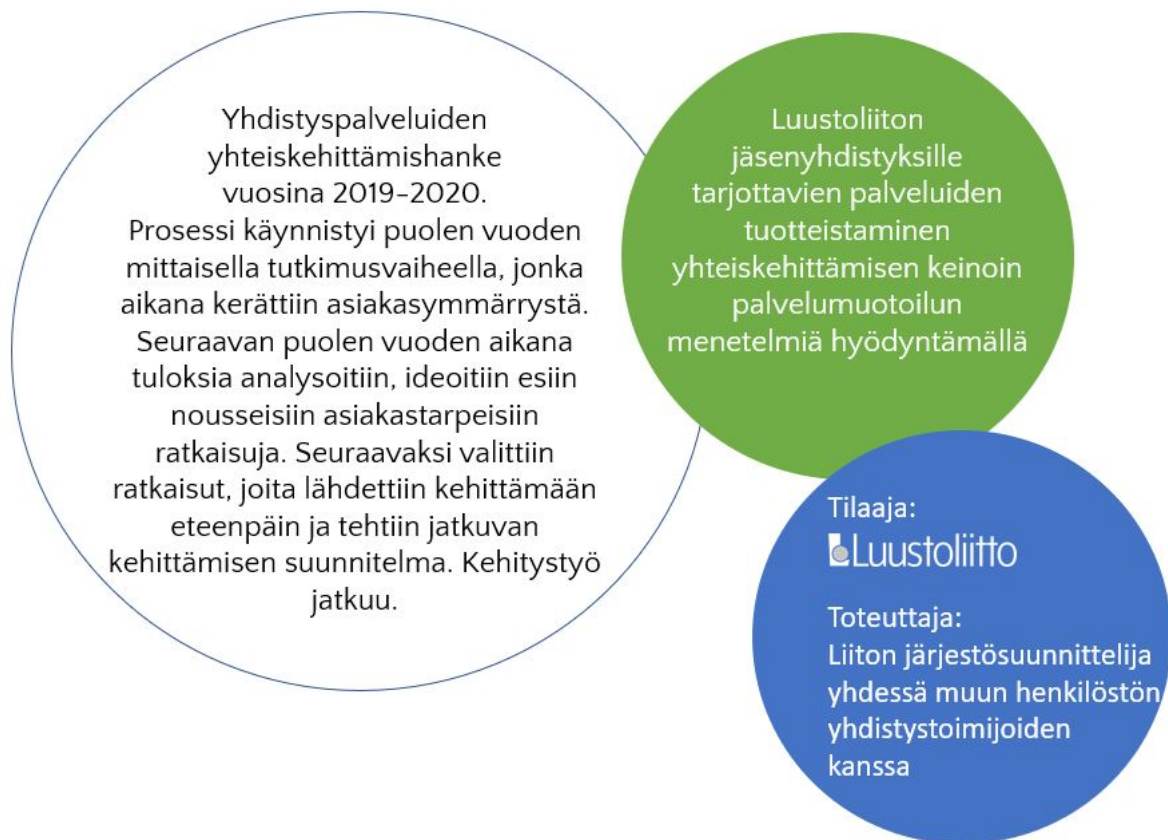 Yhdistyspalveluiden
yhteiskehittämishanke
vuosina 2019-2020.
Prosessi käynnistyi puolen vuoden
mittaisella tutkimusvaiheella, jonka
aikana kerättiin asiakasymmärrystä.
Seuraavan puolen vuoden aikana
tuloksia analysoitiin, ideoitiin esiin
nousseisiin asiakastarpeisiin
ratkaisuja. Seuraavaksi valittiin
ratkaisut, joita lähdettiin kehittämään
eteenpäin ja tehtiin jatkuvan
kehittämisen suunnitelma. Kehitystyö
jatkuu.
Luustoliiton
jäsenyhdistyksille
tarjottavien palveluiden
tuotteistaminen
yhteiskehittämisen keinoin
palvelumuotoilun
menetelmiä hyödyntämällä
Tilaaja:
Luustoliitto
Toteuttaja:
Liiton järjestösuunnittelija
yhdessä muun henkilöstön
yhdistystoimijoiden
kanssa